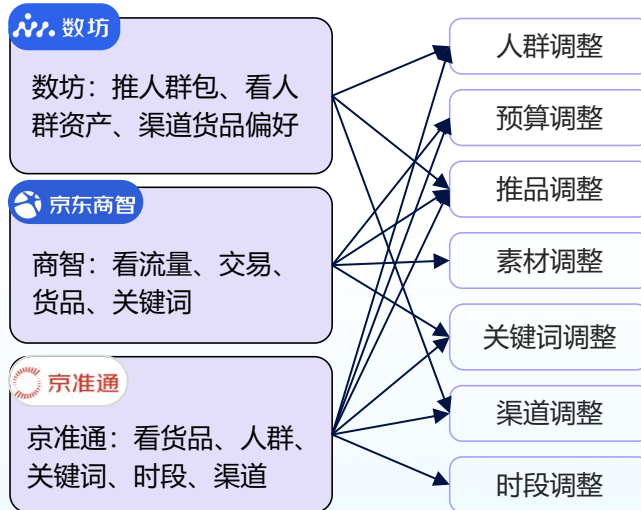 数坊
数坊：推人群包、看人
群资产、渠道货品偏好
京东商智
商智：看流量、交易、
货品、关键词
京准通
京准通：看货品、人群、
关键词、时段、渠道
人群调整
预算调整
推品调整
素材调整
关键词调整
渠道调整
时段调整